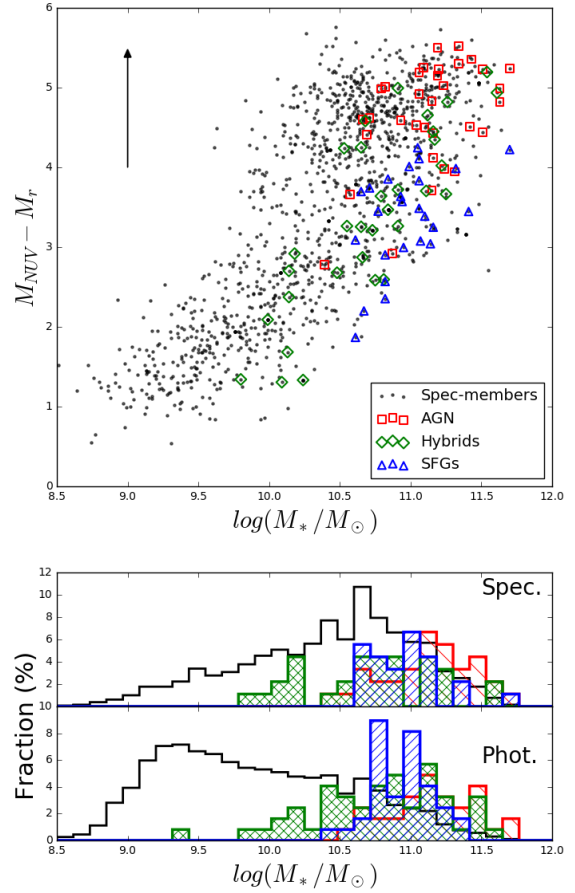 6
5
4
3
2
1
0
M_{NUV} − M_r
Spec-members
AGN
Hybrids
SFGs
8.5 9.0 9.5 10.0 10.5 11.0 11.5 12.0
log(M_*/M_⊙)
12
10
8
6
4
2
10
Spec.
8
6
4
2
0
Phot.
Fraction (%)
8.5 9.0 9.5 10.0 10.5 11.0 11.5 12.0
log(M_*/M_⊙)